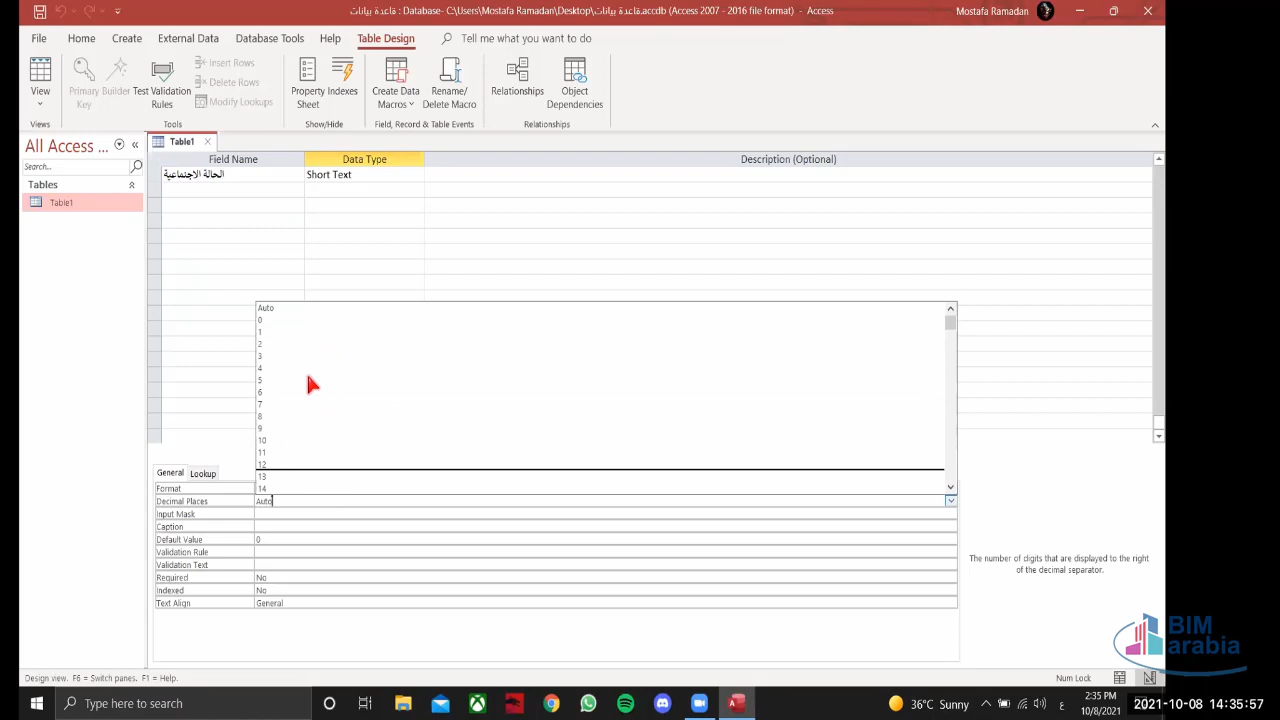 قاعدة بيانات : Database- C:\Users\Mostafa Ramadan\Desktop\قاعدة بيانات.accdb (Access 2007 - 2016 file format) - Access
Mostafa Ramadan
File Home Create External Data Database Tools Help Table Design Tell me what you want to do
View
Primary Key
Builder
Test Validation Rules
Insert Rows
Delete Rows
Modify Lookups
Property Sheet
Indexes
Create Data Macros
Rename/ Delete Macro
Relationships
Object Dependencies
Views Tools Show/Hide Field, Record & Table Events Relationships
All Access ...
Search...
Tables
Table1
Table1
Field Name Data Type Description (Optional)
الحالة الاجتماعية Short Text
Auto
0
1
2
3
4
5
6
7
8
9
10
11
12
13
14
General Lookup
Format
Decimal Places Auto
Input Mask
Caption
Default Value 0
Validation Rule
Validation Text
Required No
Indexed No
Text Align General
The number of digits that are displayed to the right
of the decimal separator.
BIM
arabia
Design view. F6 = Switch panes. F1 = Help.
Num Lock
Type here to search
36°C Sunny
ع
2:35 PM
10/8/2021
2021-10-08 14:35:57